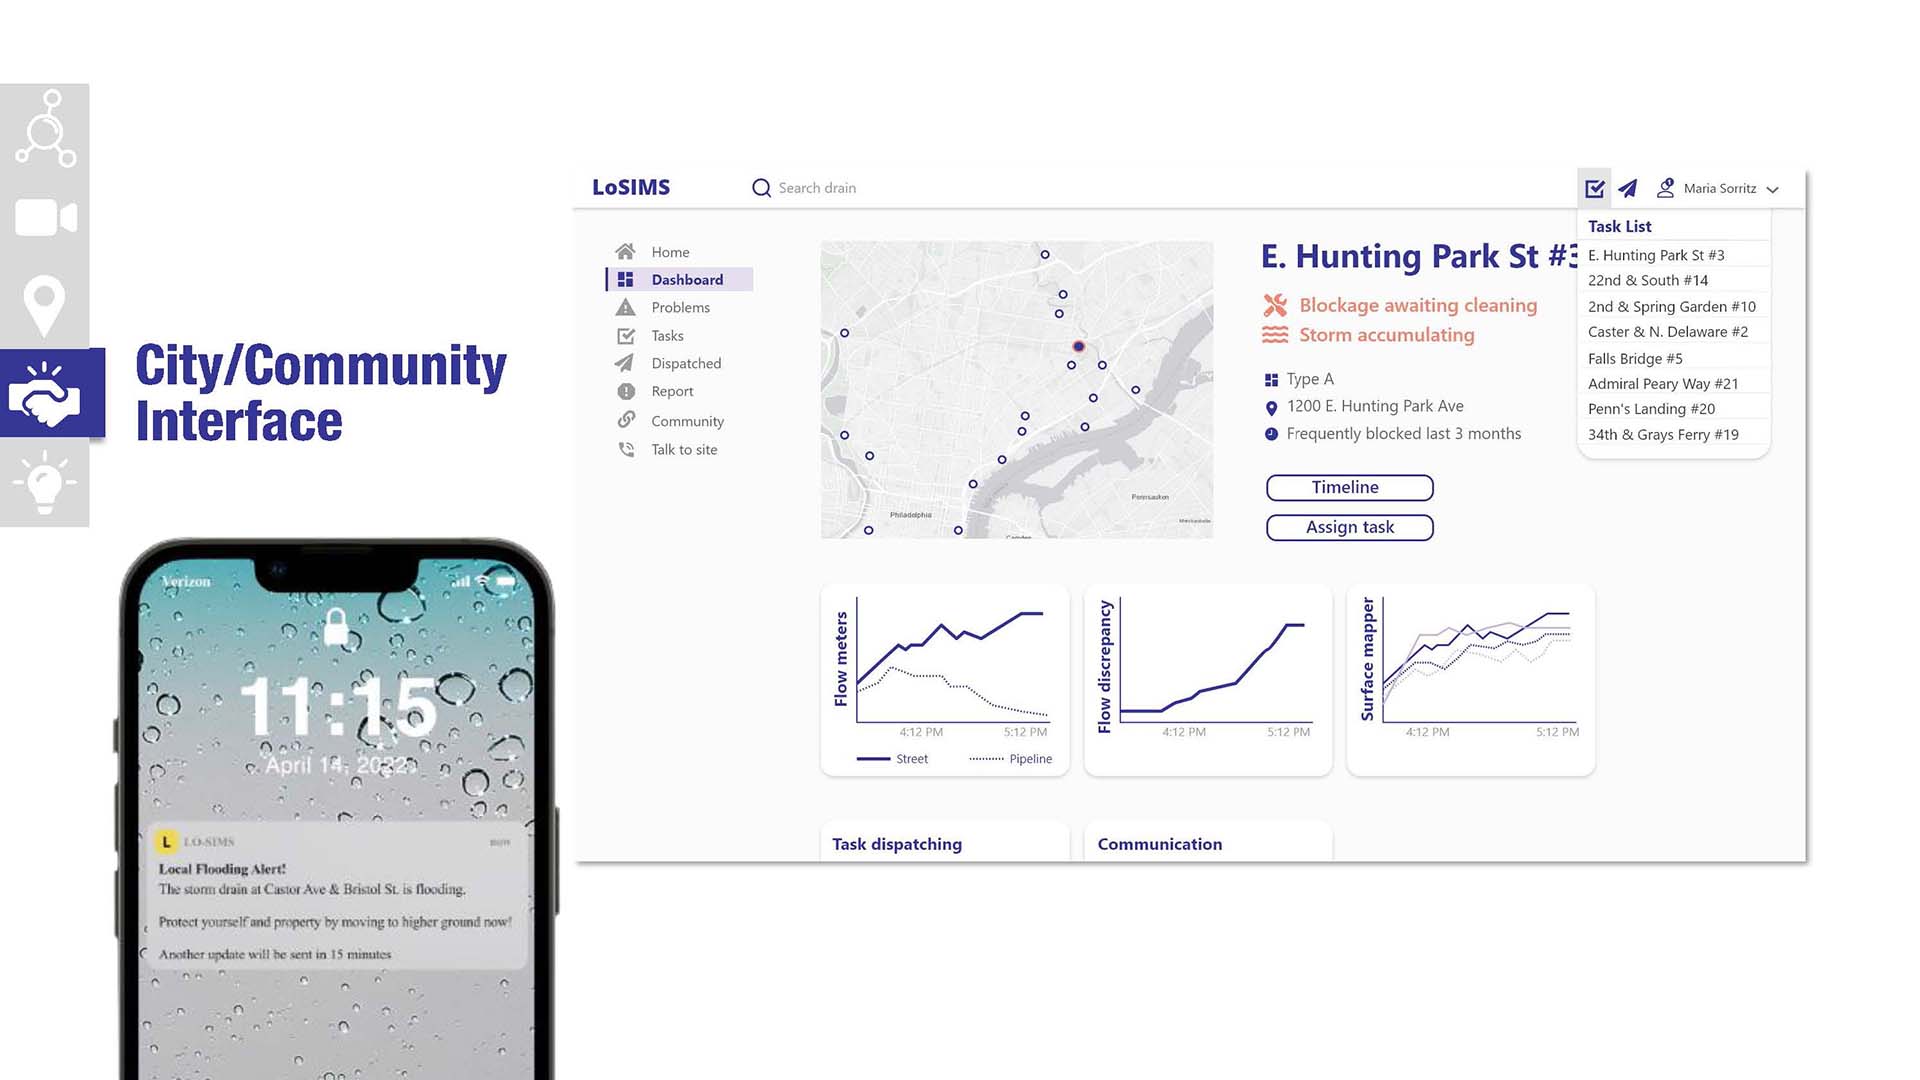 City/Community
Interface
LoSIMS
Search drain
Maria Sorritz
Home
Dashboard
Problems
Tasks
Dispatched
Report
Community
Talk to site
Philadelphia
Pennsauken
Camden
E. Hunting Park St #3
Blockage awaiting cleaning
Storm accumulating
Type A
1200 E. Hunting Park Ave
Frequently blocked last 3 months
Timeline
Assign task
Task List
E. Hunting Park St #3
22nd & South #14
2nd & Spring Garden #10
Caster & N. Delaware #2
Falls Bridge #5
Admiral Peary Way #21
Penn's Landing #20
34th & Grays Ferry #19
Flow meters
4:12 PM 5:12 PM
Street Pipeline
Flow discrepancy
4:12 PM 5:12 PM
Surface mapper
4:12 PM 5:12 PM
Task dispatching
Communication
Verizon
11:15
April 14, 2022
L LO-SIMS now
Local Flooding Alert!
The storm drain at Castor Ave & Bristol St. is flooding.
Protect yourself and property by moving to higher ground now!
Another update will be sent in 15 minutes